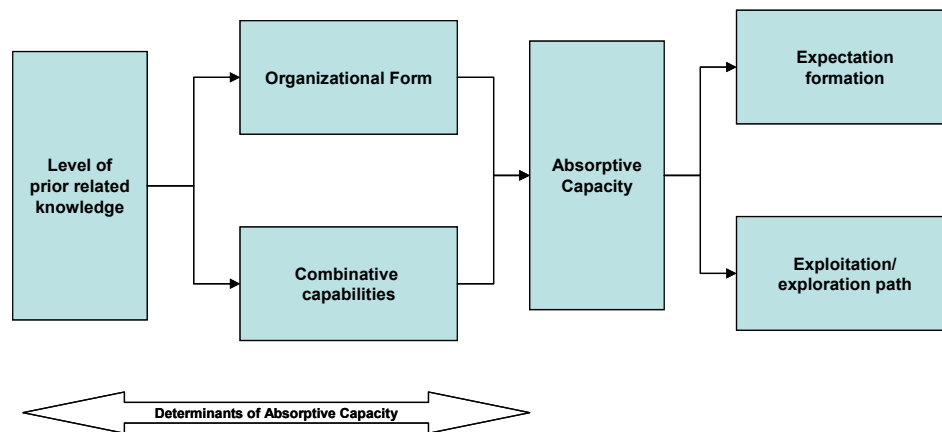 Level of
prior related
knowledge
Organizational Form
Combinative
capabilities
Absorptive
Capacity
Expectation
formation
Exploitation/
exploration path
Determinants of Absorptive Capacity